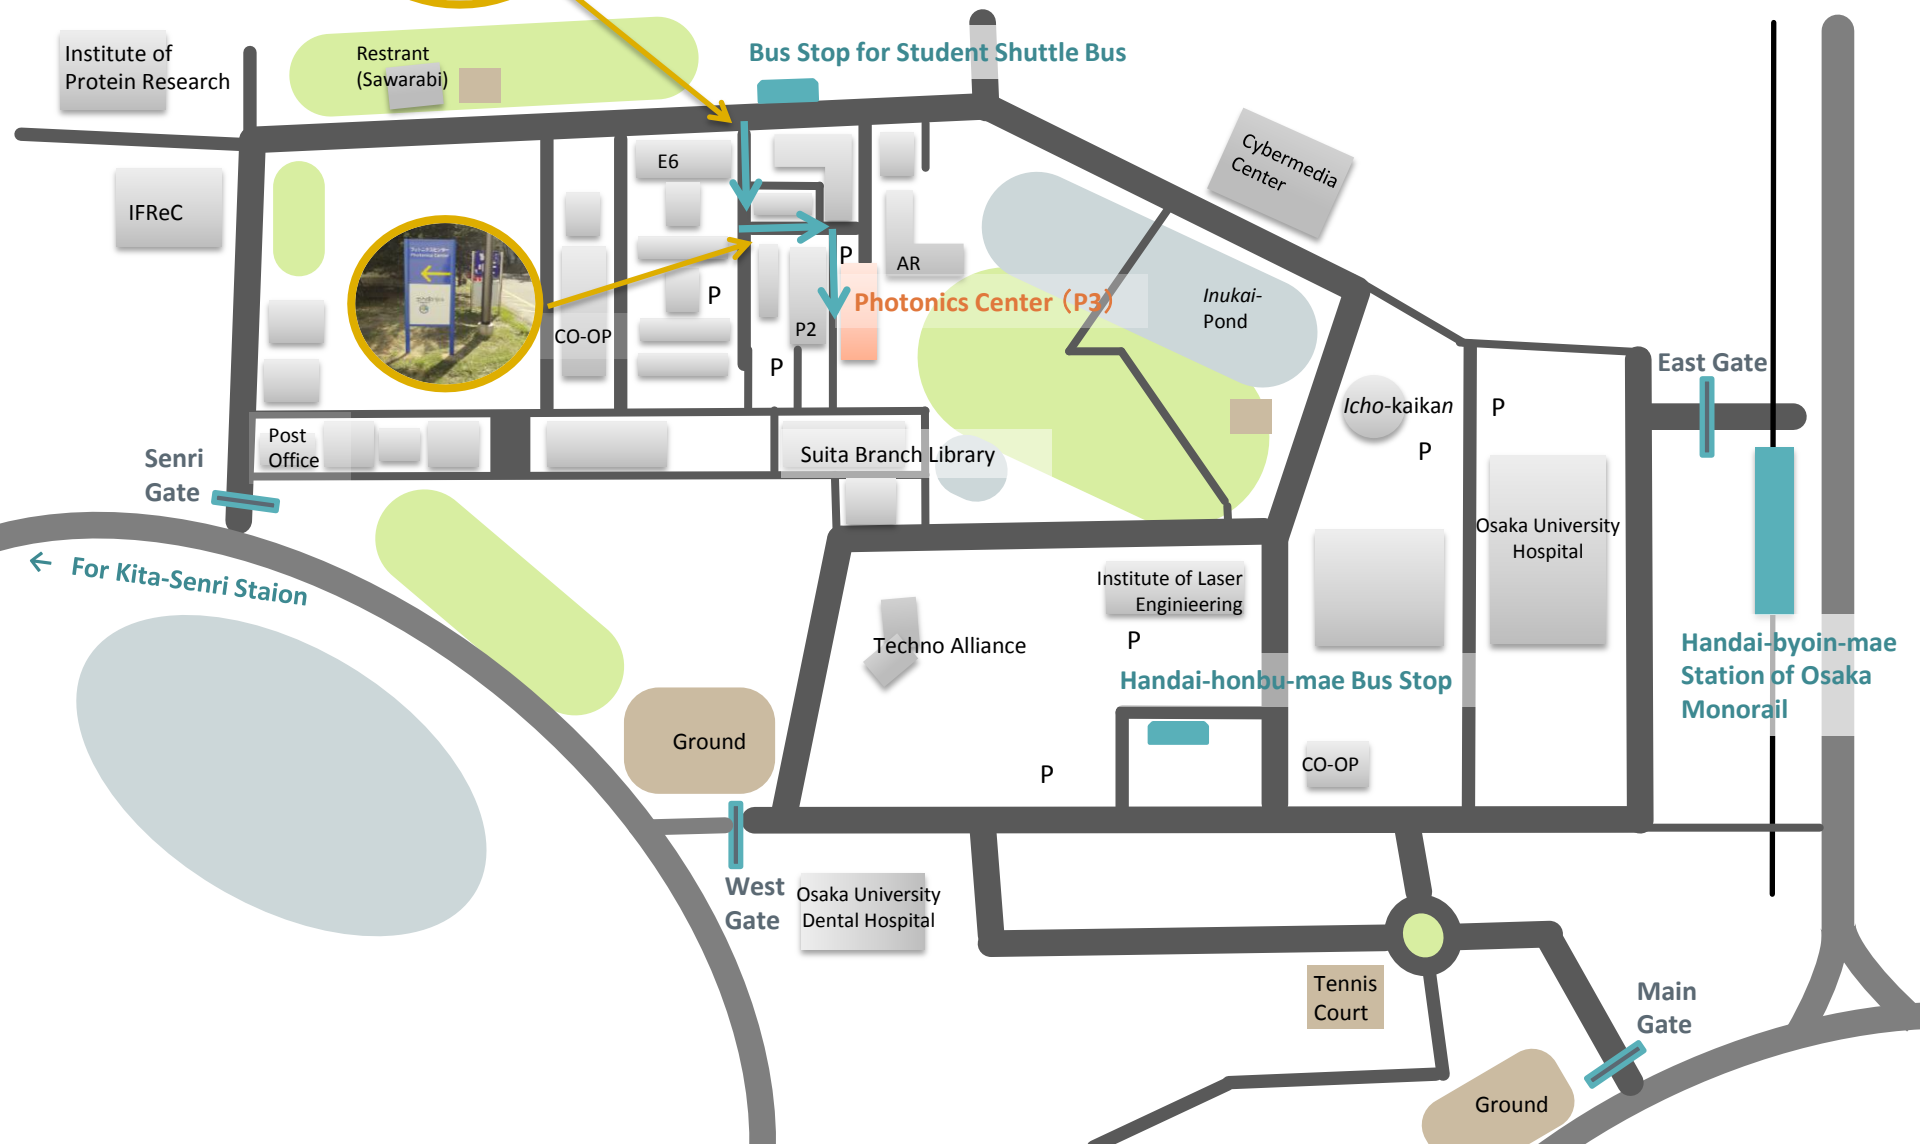 Institute of
Protein Research
Restrant
(Sawarabi)
Bus Stop for Student Shuttle Bus
Cybermedia
Center
E6
IFReC
AR
P
P
Photonics Center（P3）
Inukai-
Pond
CO-OP
P2
P
East Gate
Icho-kaikan
P
P
Post
Office
Suita Branch Library
Senri
Gate
Osaka University
Hospital
← For Kita-Senri Staion
Institute of Laser
Enginieering
P
Techno Alliance
Handai-honbu-mae Bus Stop
Handai-byoin-mae
Station of Osaka
Monorail
Ground
P
CO-OP
West
Gate
Osaka University
Dental Hospital
Tennis
Court
Main
Gate
Ground